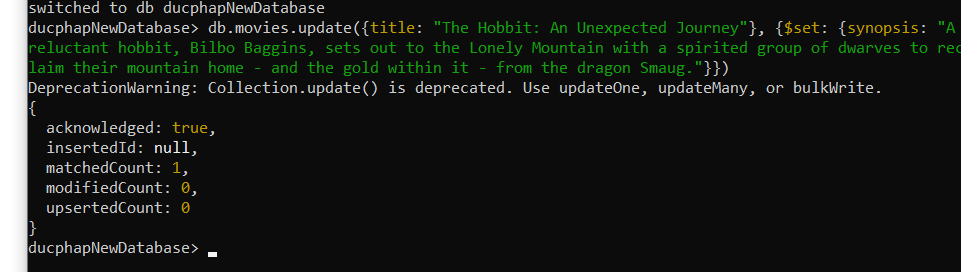 switched to db ducphapNewDatabase
ducphapNewDatabase> db.movies.update({title: "The Hobbit: An Unexpected Journey"}, {$set: {synopsis: "A
reluctant hobbit, Bilbo Baggins, sets out to the Lonely Mountain with a spirited group of dwarves to rec
laim their mountain home - and the gold within it - from the dragon Smaug."}})
DeprecationWarning: Collection.update() is deprecated. Use updateOne, updateMany, or bulkWrite.
{
  acknowledged: true,
  insertedId: null,
  matchedCount: 1,
  modifiedCount: 0,
  upsertedCount: 0
}
ducphapNewDatabase>